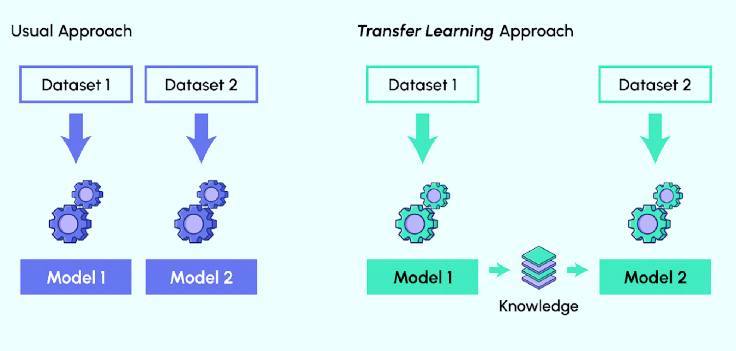 Usual Approach
Dataset 1
Dataset 2
Model 1
Model 2
Transfer Learning Approach
Dataset 1
Dataset 2
Model 1
Knowledge
Model 2